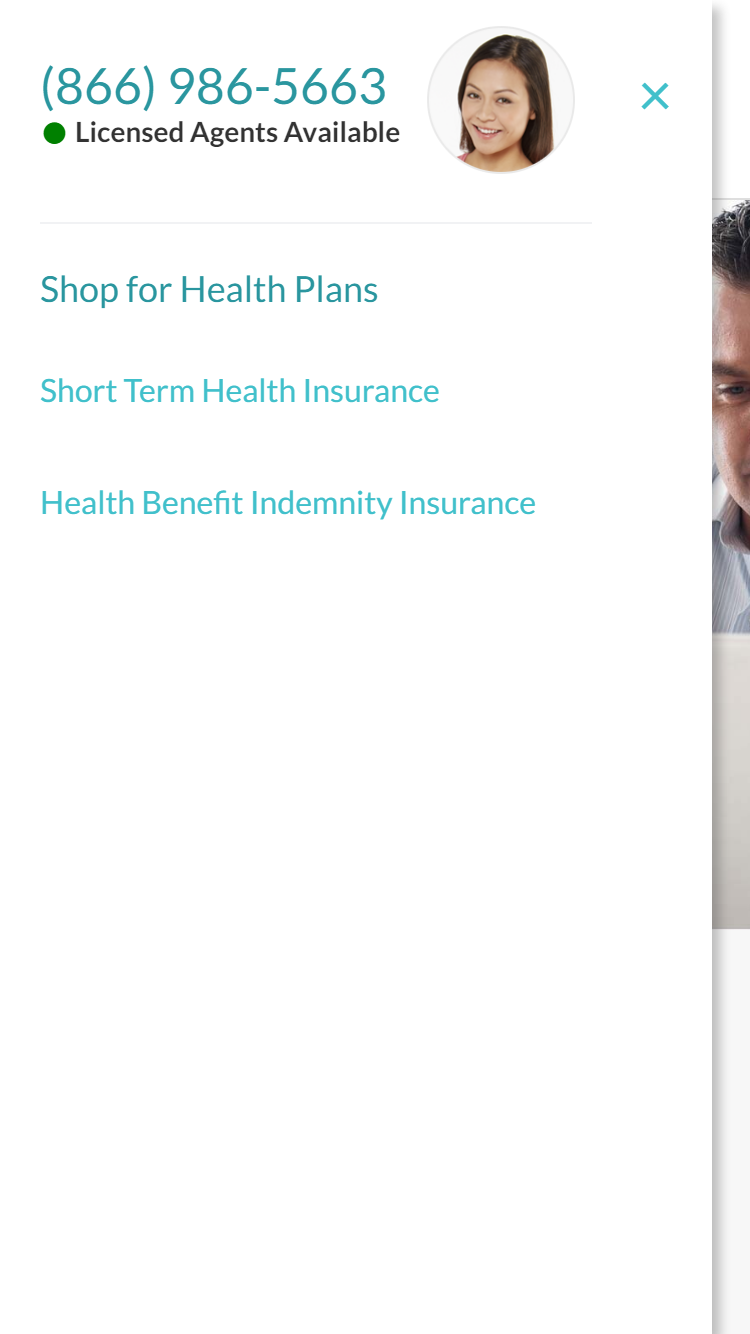 (866) 986-5663
Licensed Agents Available
Shop for Health Plans
Short Term Health Insurance
Health Benefit Indemnity Insurance